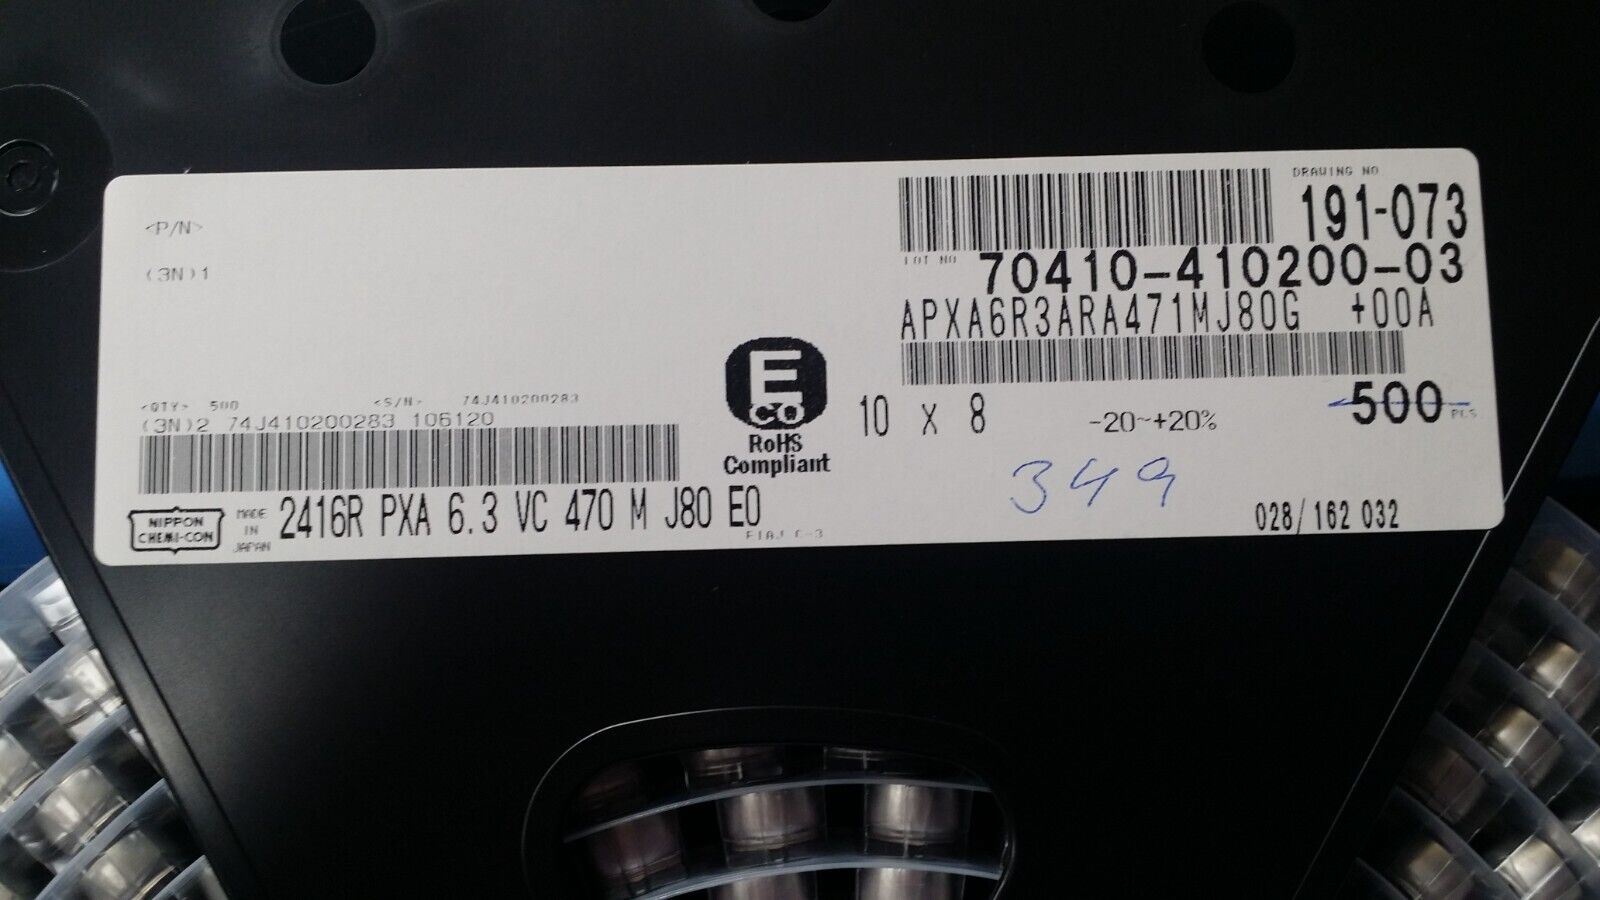 <P/N>
(3N)1
DRAWING NO
191-073
LOT NO
70410-410200-03
APXA6R3ARA471MJ80G +00A
<QTY> 500 <S/N> 74J410200283
(3N)2 74J410200283 106120
E
CO
RoHS
Compliant
10 x 8 -20~+20% 500 PCS
349
NIPPON
CHEMI-CON
MADE
IN
JAPAN
2416R PXA 6.3 VC 470 M J80 E0
EIAJ C-3
028/162 032